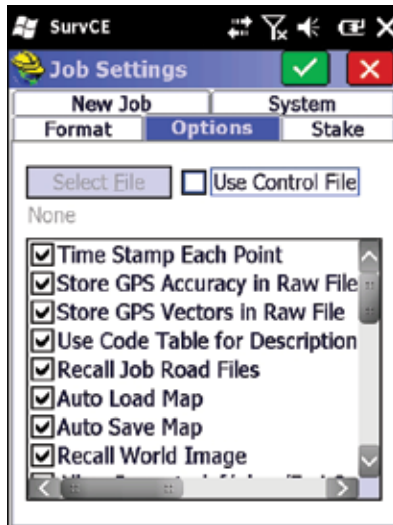 SurvCE
Job Settings
New Job System
Format Options Stake
Select File Use Control File
None
Time Stamp Each Point
Store GPS Accuracy in Raw File
Store GPS Vectors in Raw File
Use Code Table for Description
Recall Job Road Files
Auto Load Map
Auto Save Map
Recall World Image